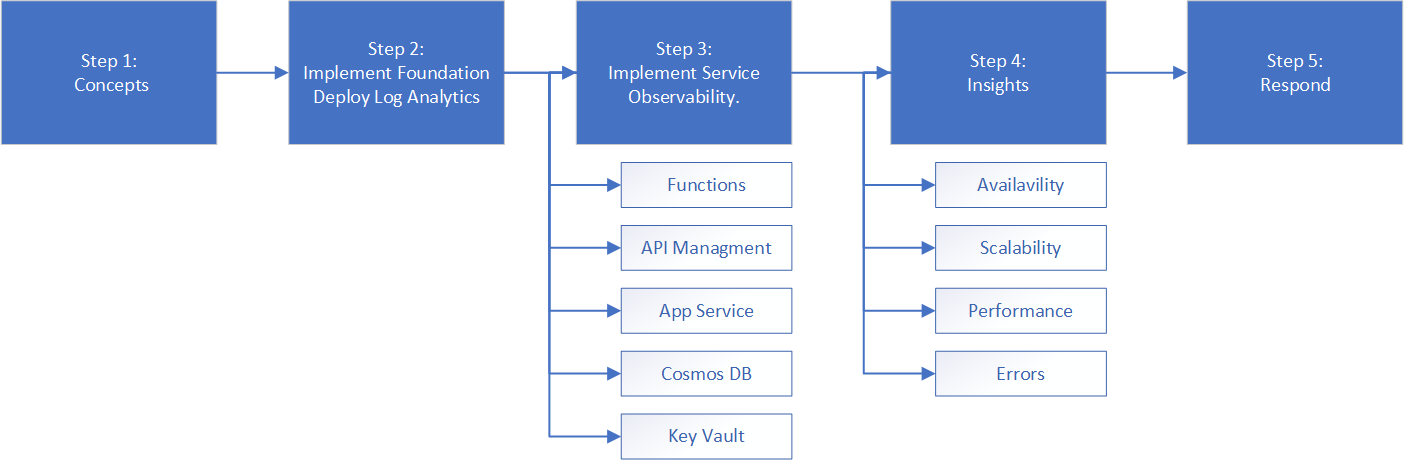 Step 1:
Concepts
Step 2:
Implement Foundation
Deploy Log Analytics
Step 3:
Implement Service
Observability.
Functions
API Managment
App Service
Cosmos DB
Key Vault
Step 4:
Insights
Availavility
Scalability
Performance
Errors
Step 5:
Respond